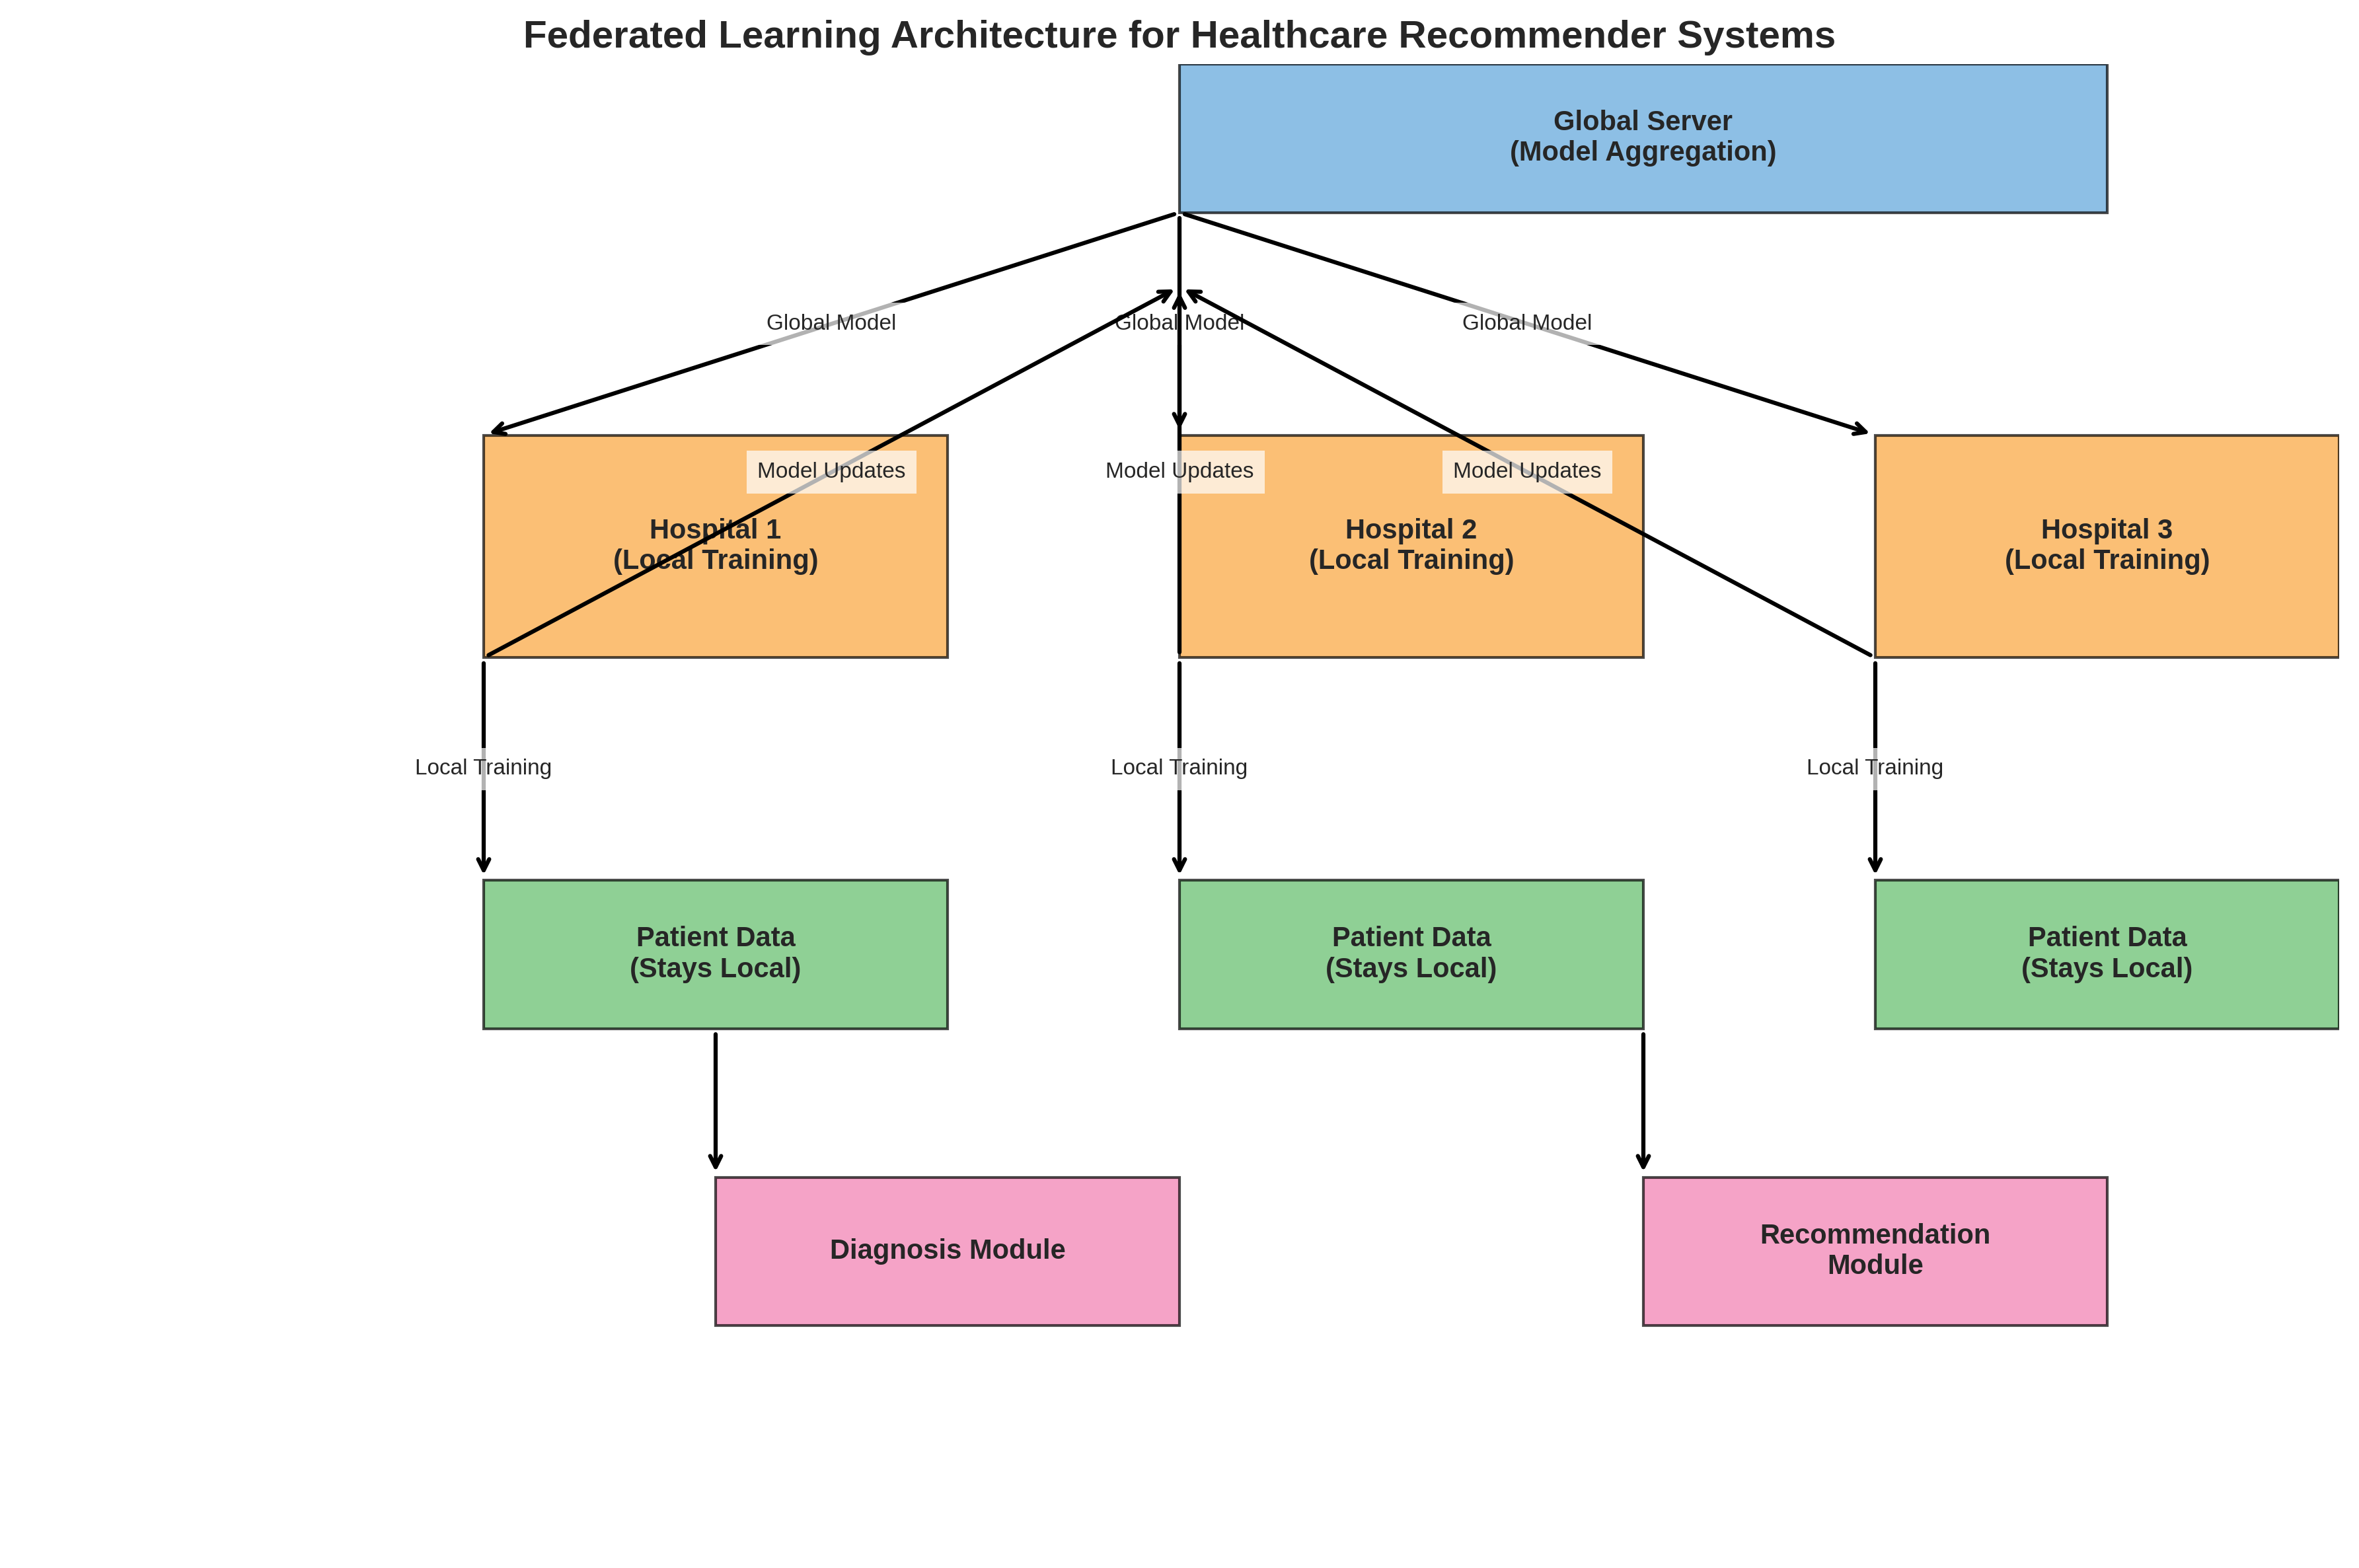 Federated Learning Architecture for Healthcare Recommender Systems
Global Server
(Model Aggregation)
Global Model
Global Model
Global Model
Model Updates
Model Updates
Model Updates
Hospital 1
(Local Training)
Hospital 2
(Local Training)
Hospital 3
(Local Training)
Local Training
Local Training
Local Training
Patient Data
(Stays Local)
Patient Data
(Stays Local)
Patient Data
(Stays Local)
Diagnosis Module
Recommendation
Module